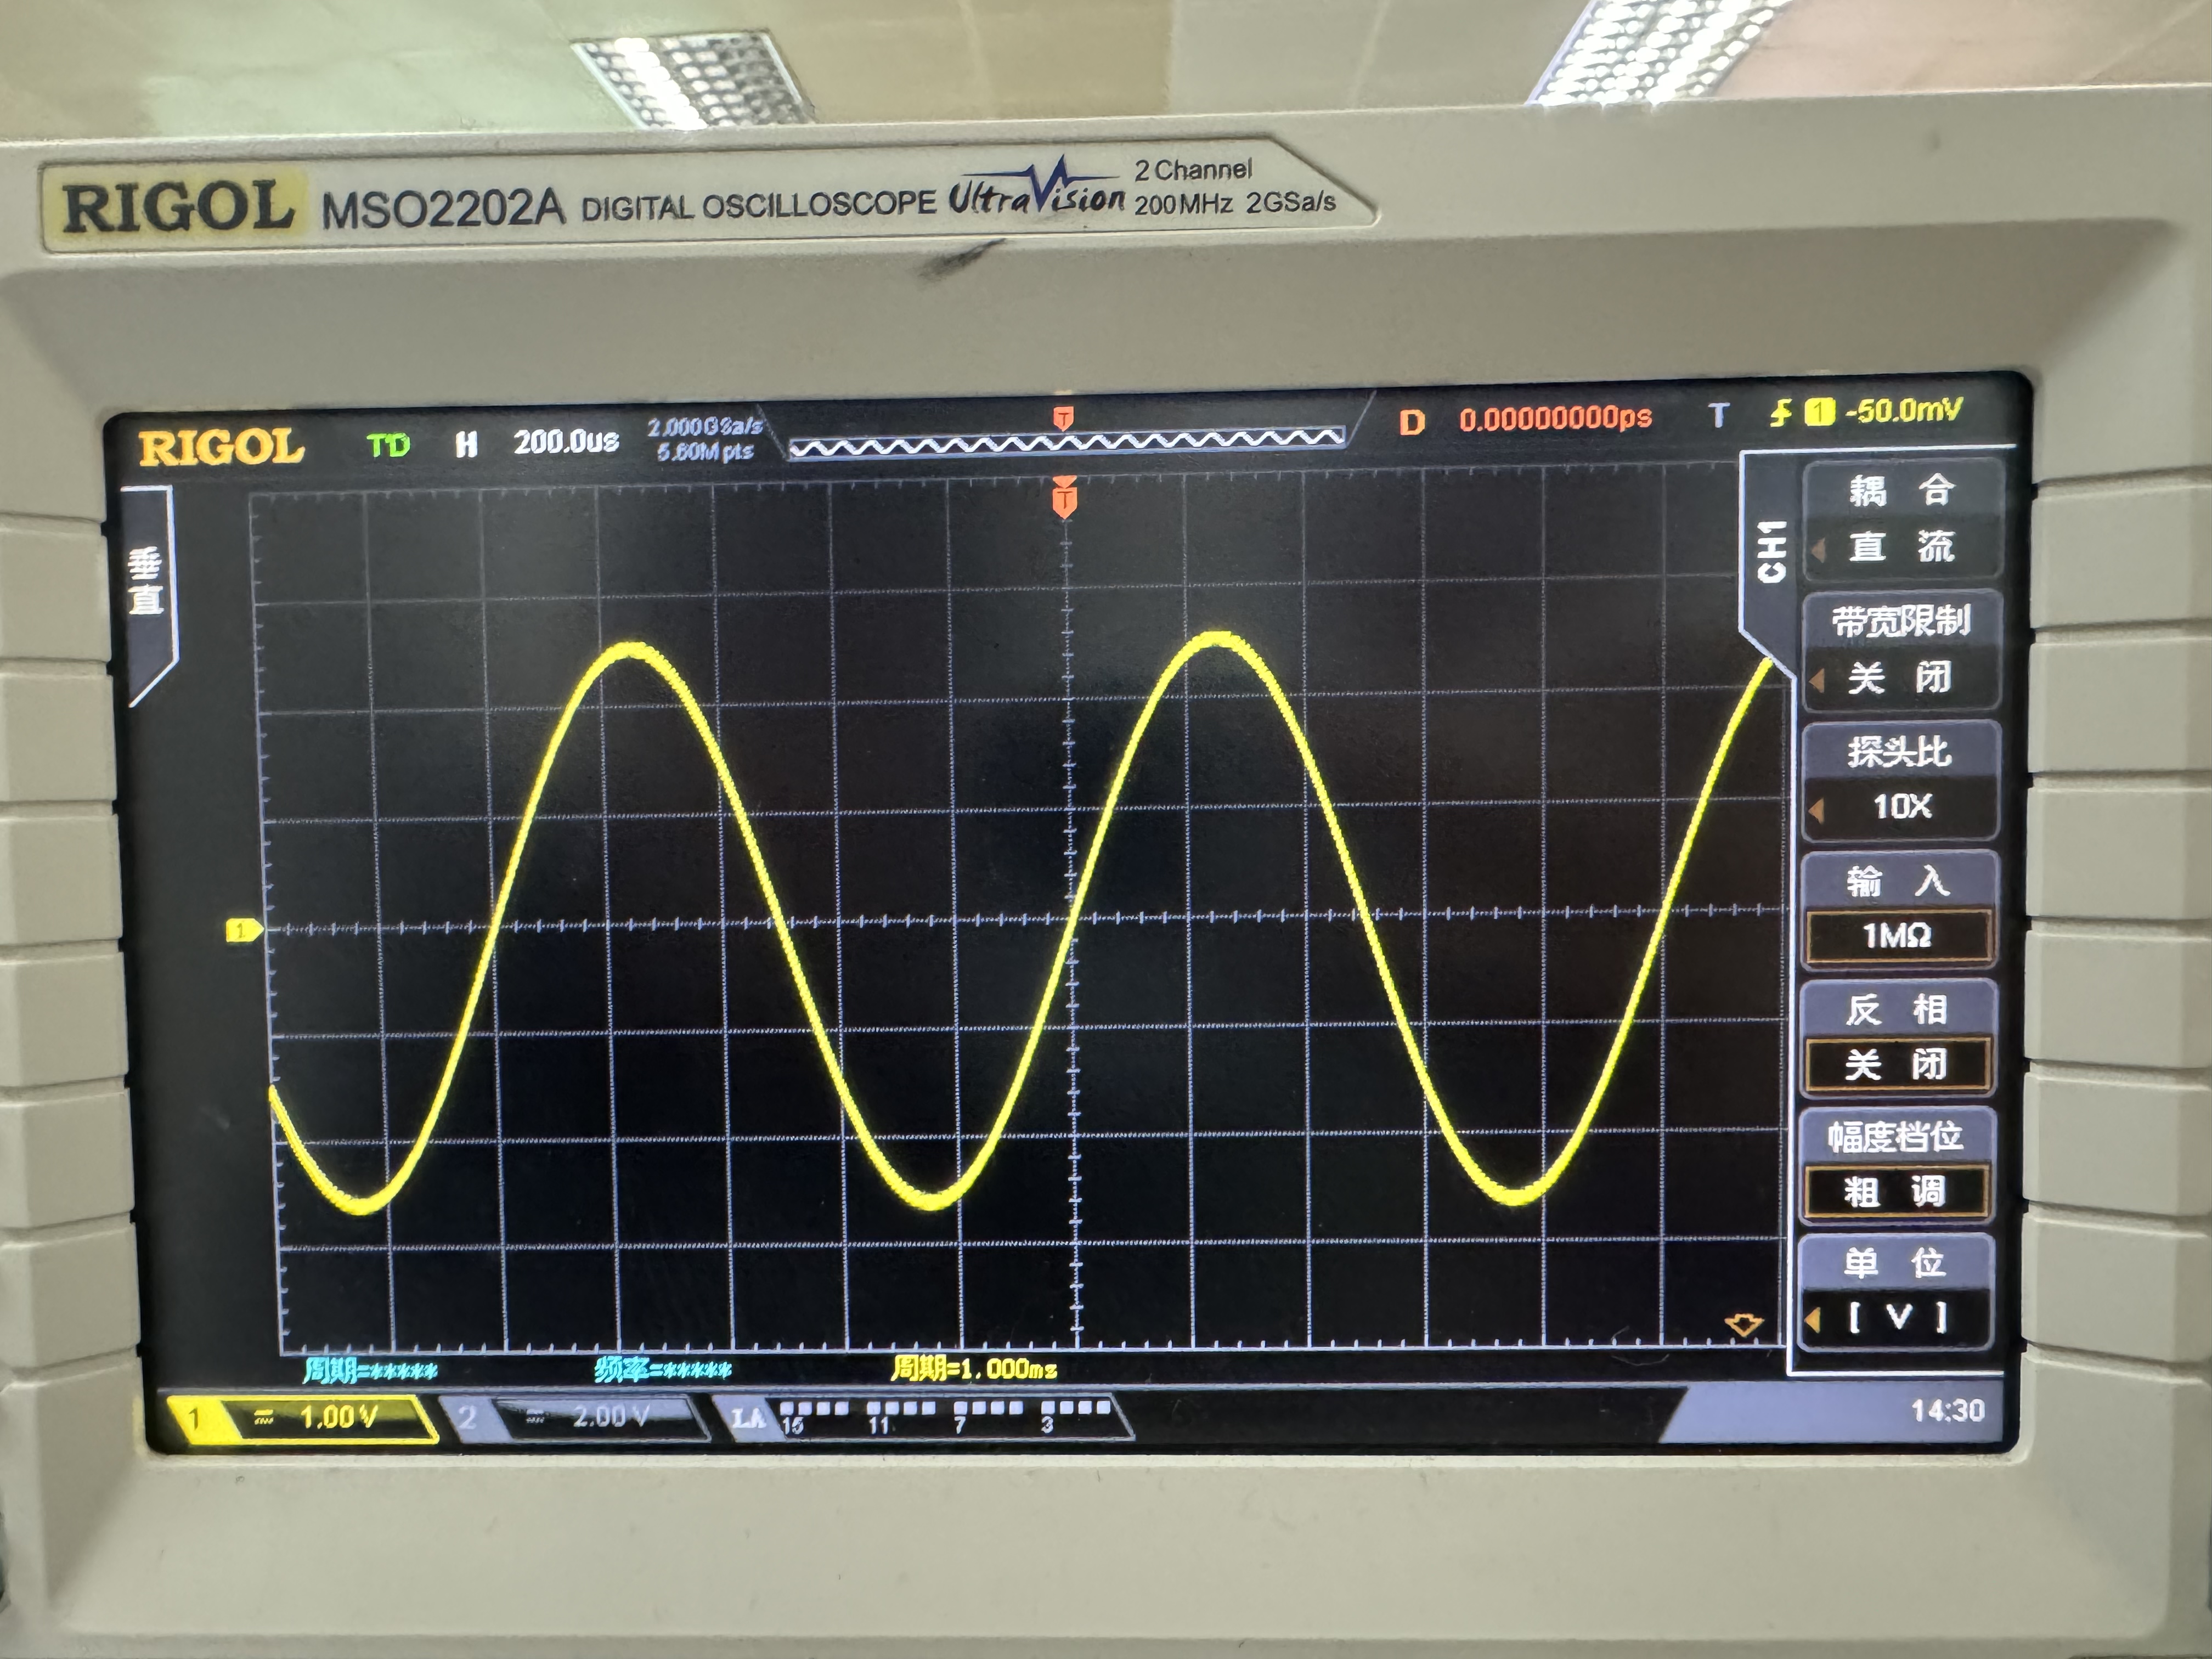 RIGOL MSO2202A DIGITAL OSCILLOSCOPE UltraVision 2 Channel
200MHz 2GSa/s
RIGOL TD H 200.0us 2.000GSa/s
5.60M pts
T
D 0.00000000ps T 1 -50.0mV
垂直
T
CH1
耦合
直流
带宽限制
关闭
探头比
10X
输入
1MΩ
反相
关闭
幅度档位
粗调
单位
[ V ]
1
周期=***** 频率=***** 周期=1.000ms
1 1.00 V 2 2.00 V LA 15 11 7 3
14:30